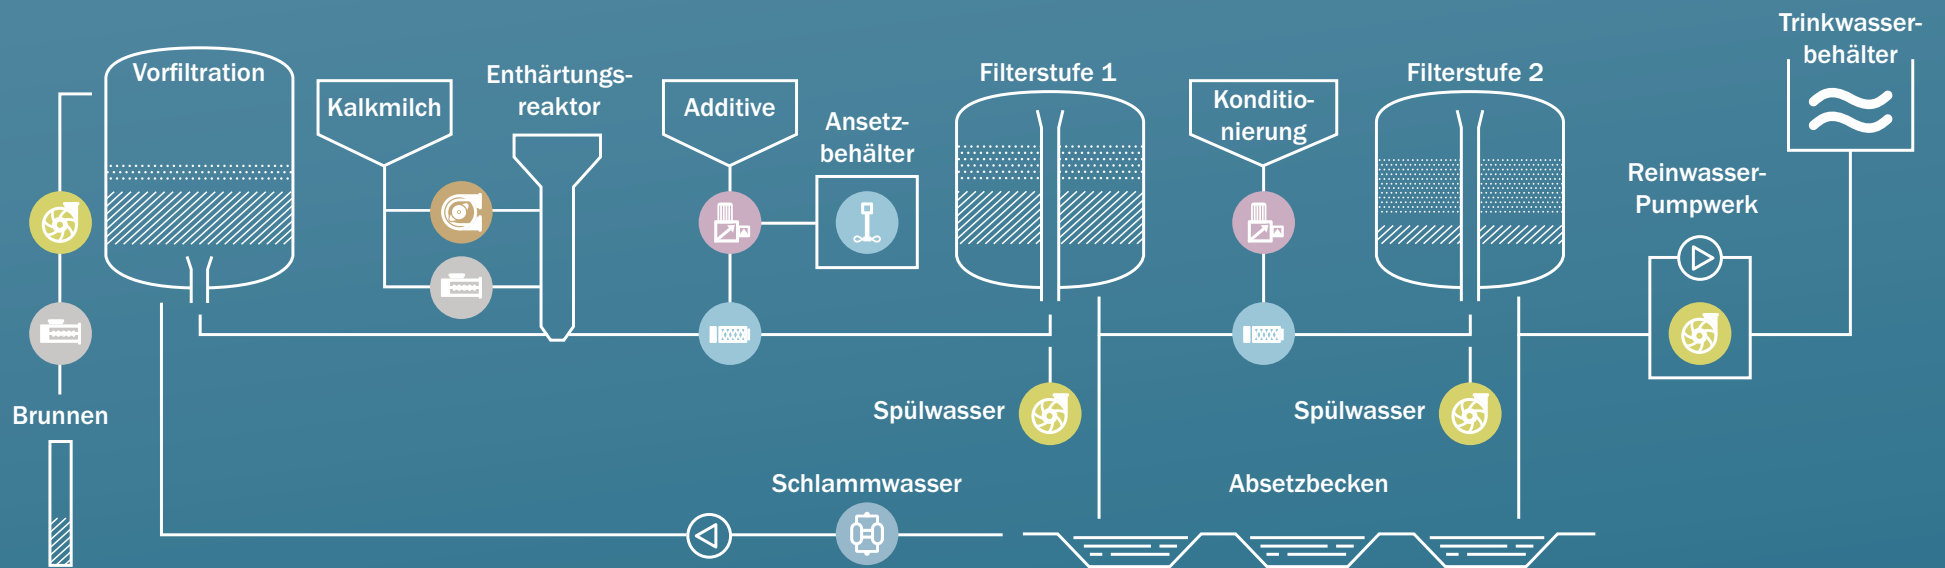 Vorfiltration
Kalkmilch
Enthärtungs-
reaktor
Additive
Ansetz-
behälter
Filterstufe 1
Konditio-
nierung
Filterstufe 2
Trinkwasser-
behälter
Reinwasser-
Pumpwerk
Brunnen
Spülwasser
Spülwasser
Schlammwasser
Absetzbecken